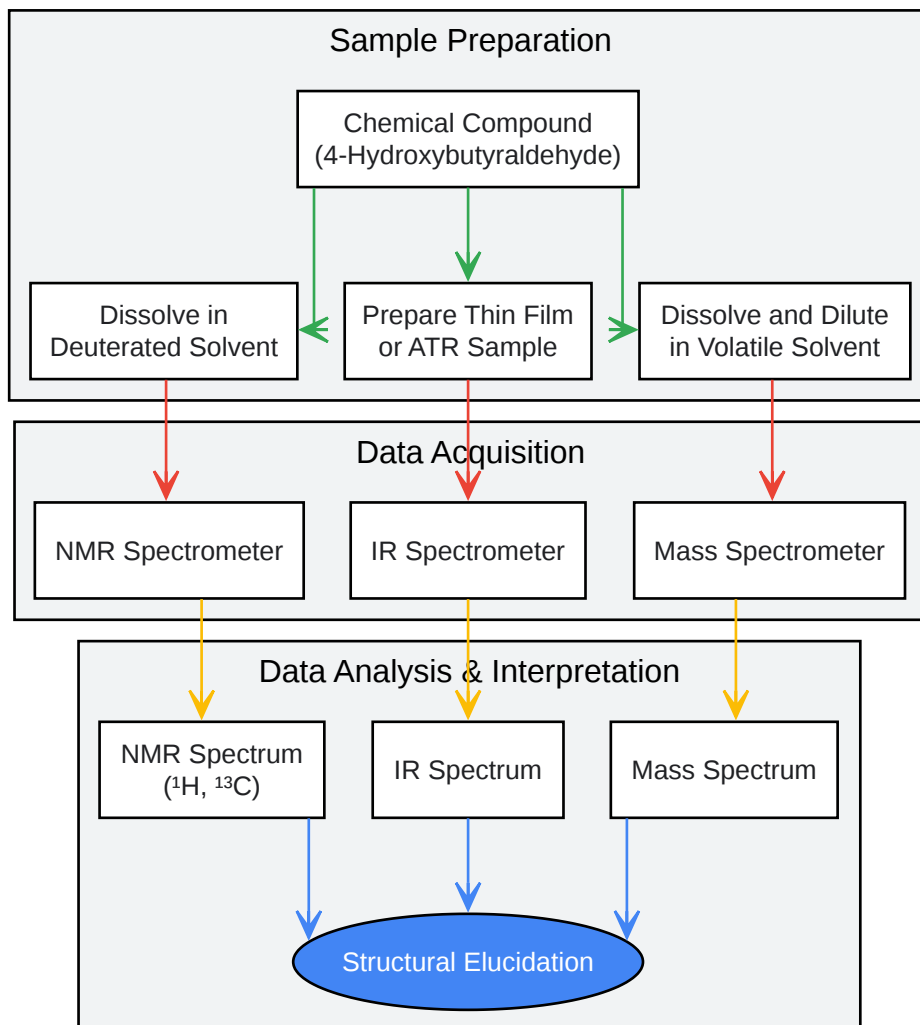 Sample Preparation
Chemical Compound
(4-Hydroxybutyraldehyde)
Dissolve in
Deuterated Solvent
Prepare Thin Film
or ATR Sample
Dissolve and Dilute
in Volatile Solvent
Data Acquisition
NMR Spectrometer
IR Spectrometer
Mass Spectrometer
Data Analysis & Interpretation
NMR Spectrum
(¹H, ¹³C)
IR Spectrum
Mass Spectrum
Structural Elucidation